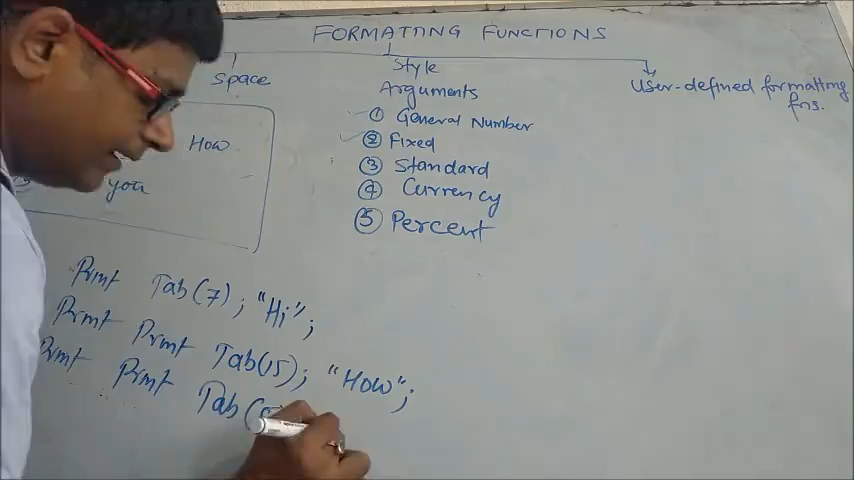 FORMATTING FUNCTIONS
Space
Style
Arguments
① General Number
② Fixed
③ Standard
④ Currency
⑤ Percent
User-defined formatting
fns.
How
you
Print Tab(7); "Hi";
Print Print Tab(15); "How";
Print Print Tab(